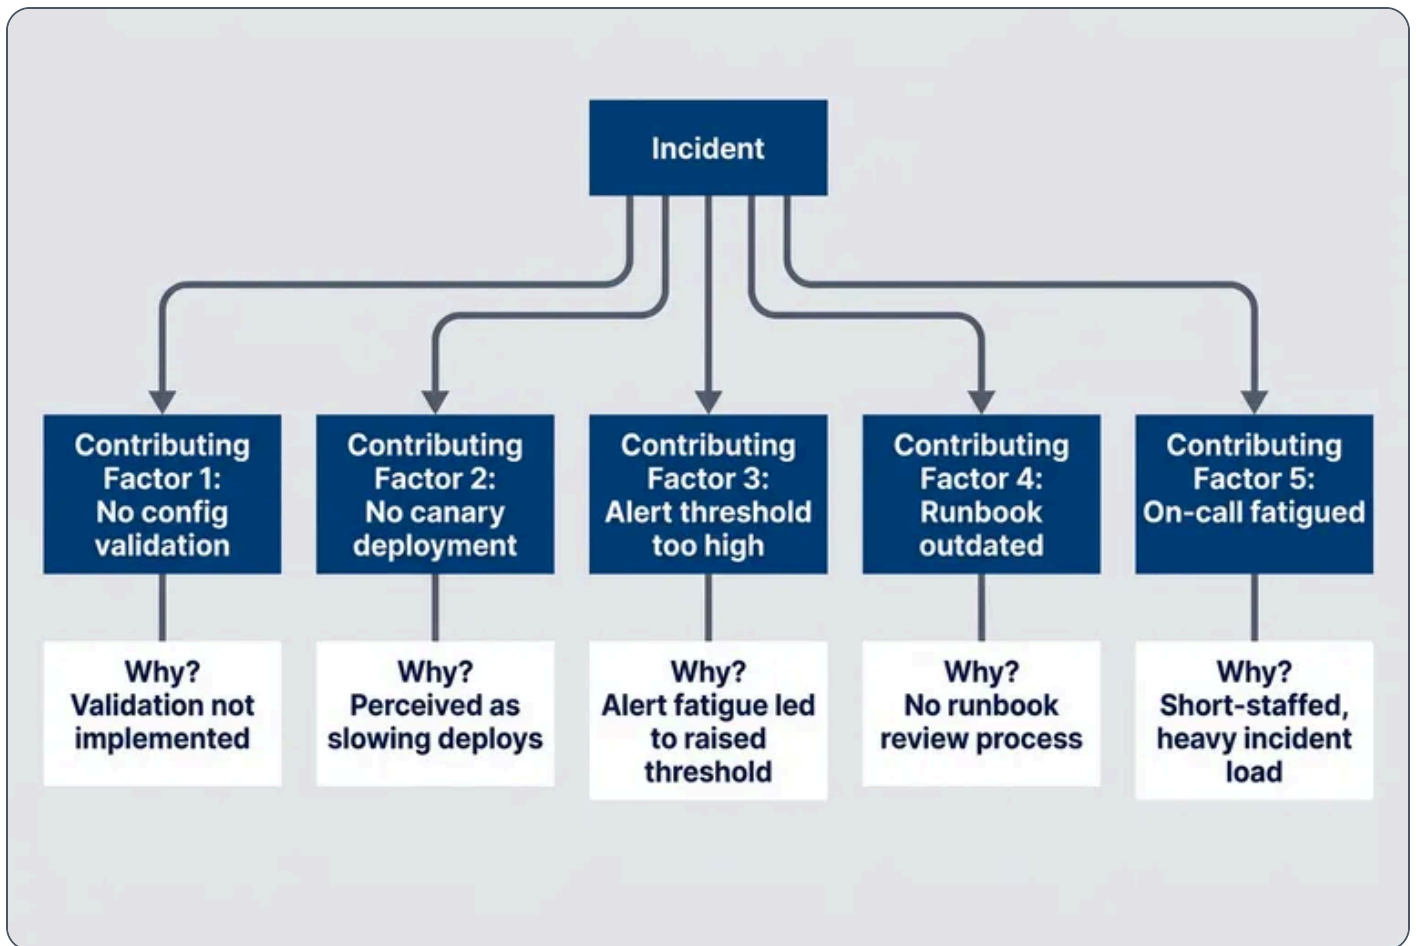 Incident
Contributing
Factor 1:
No config
validation
Contributing
Factor 2:
No canary
deployment
Contributing
Factor 3:
Alert threshold
too high
Contributing
Factor 4:
Runbook
outdated
Contributing
Factor 5:
On-call fatigued
Why?
Validation not
implemented
Why?
Perceived as
slowing deploys
Why?
Alert fatigue led
to raised
threshold
Why?
No runbook
review process
Why?
Short-staffed,
heavy incident
load